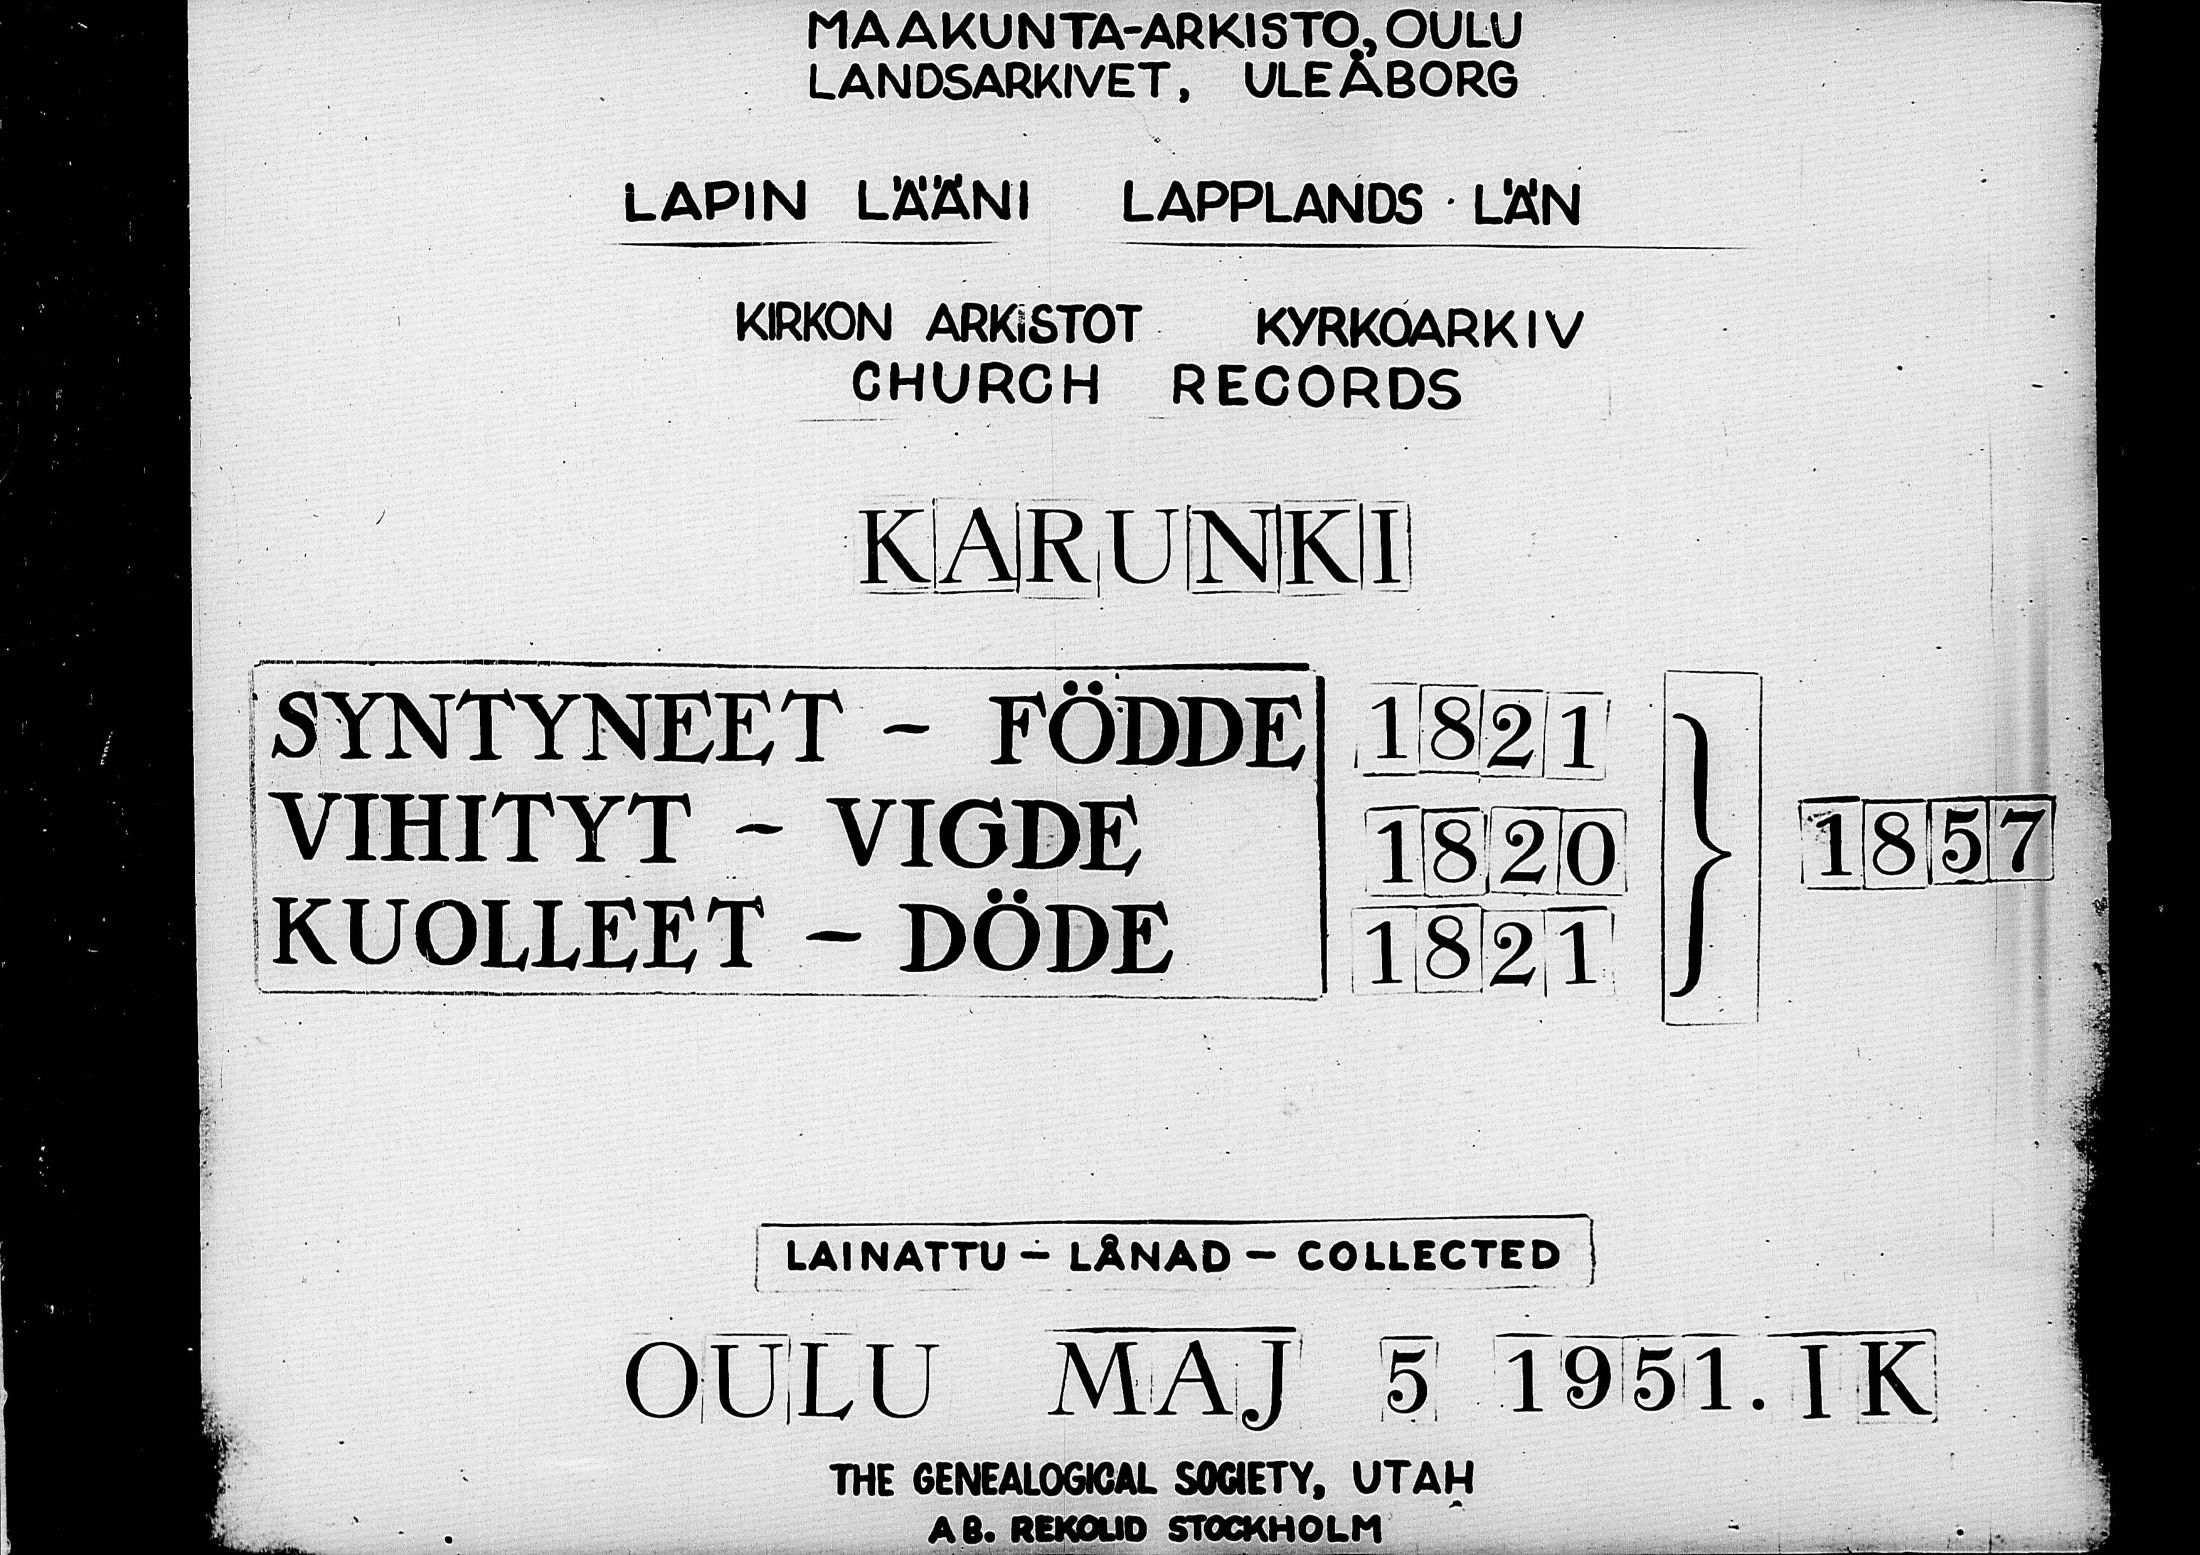 MAAKUNTA-ARKISTO, OULU
LANDSARKIVET, ULEÅBORG
LAPIN LÄÄNI LAPPLANDS LÄN
KIRKON ARKISTOT KYRKOARKIV
CHURCH RECORDS
KARUNKI
SYNTYNEET - FÖDDE 1821
VIHITYT - VIGDE 1820 } 1857
KUOLLEET - DÖDE 1821
LAINATTU - LÅNAD - COLLECTED
OULU MAJ 5 1951. IK
THE GENEALOGICAL SOCIETY, UTAH
AB. REKOLID STOCKHOLM